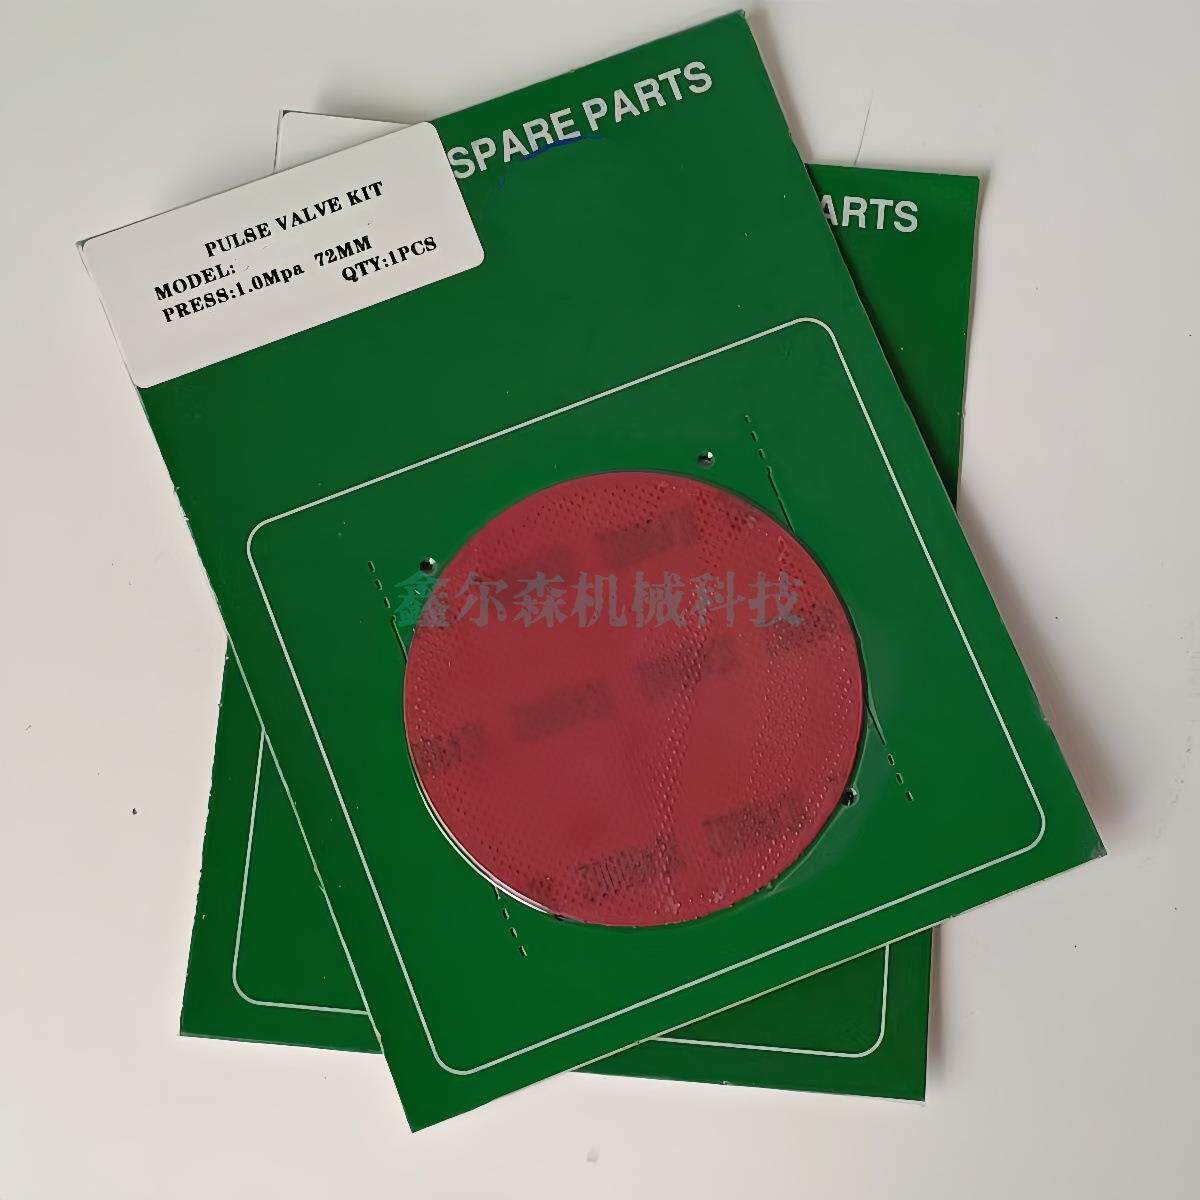 SPARE PARTS
PULSE VALVE KIT
MODEL:
PRESS:1.0Mpa 72MM
QTY:1PCS
ARTS
鑫尔森机械科技